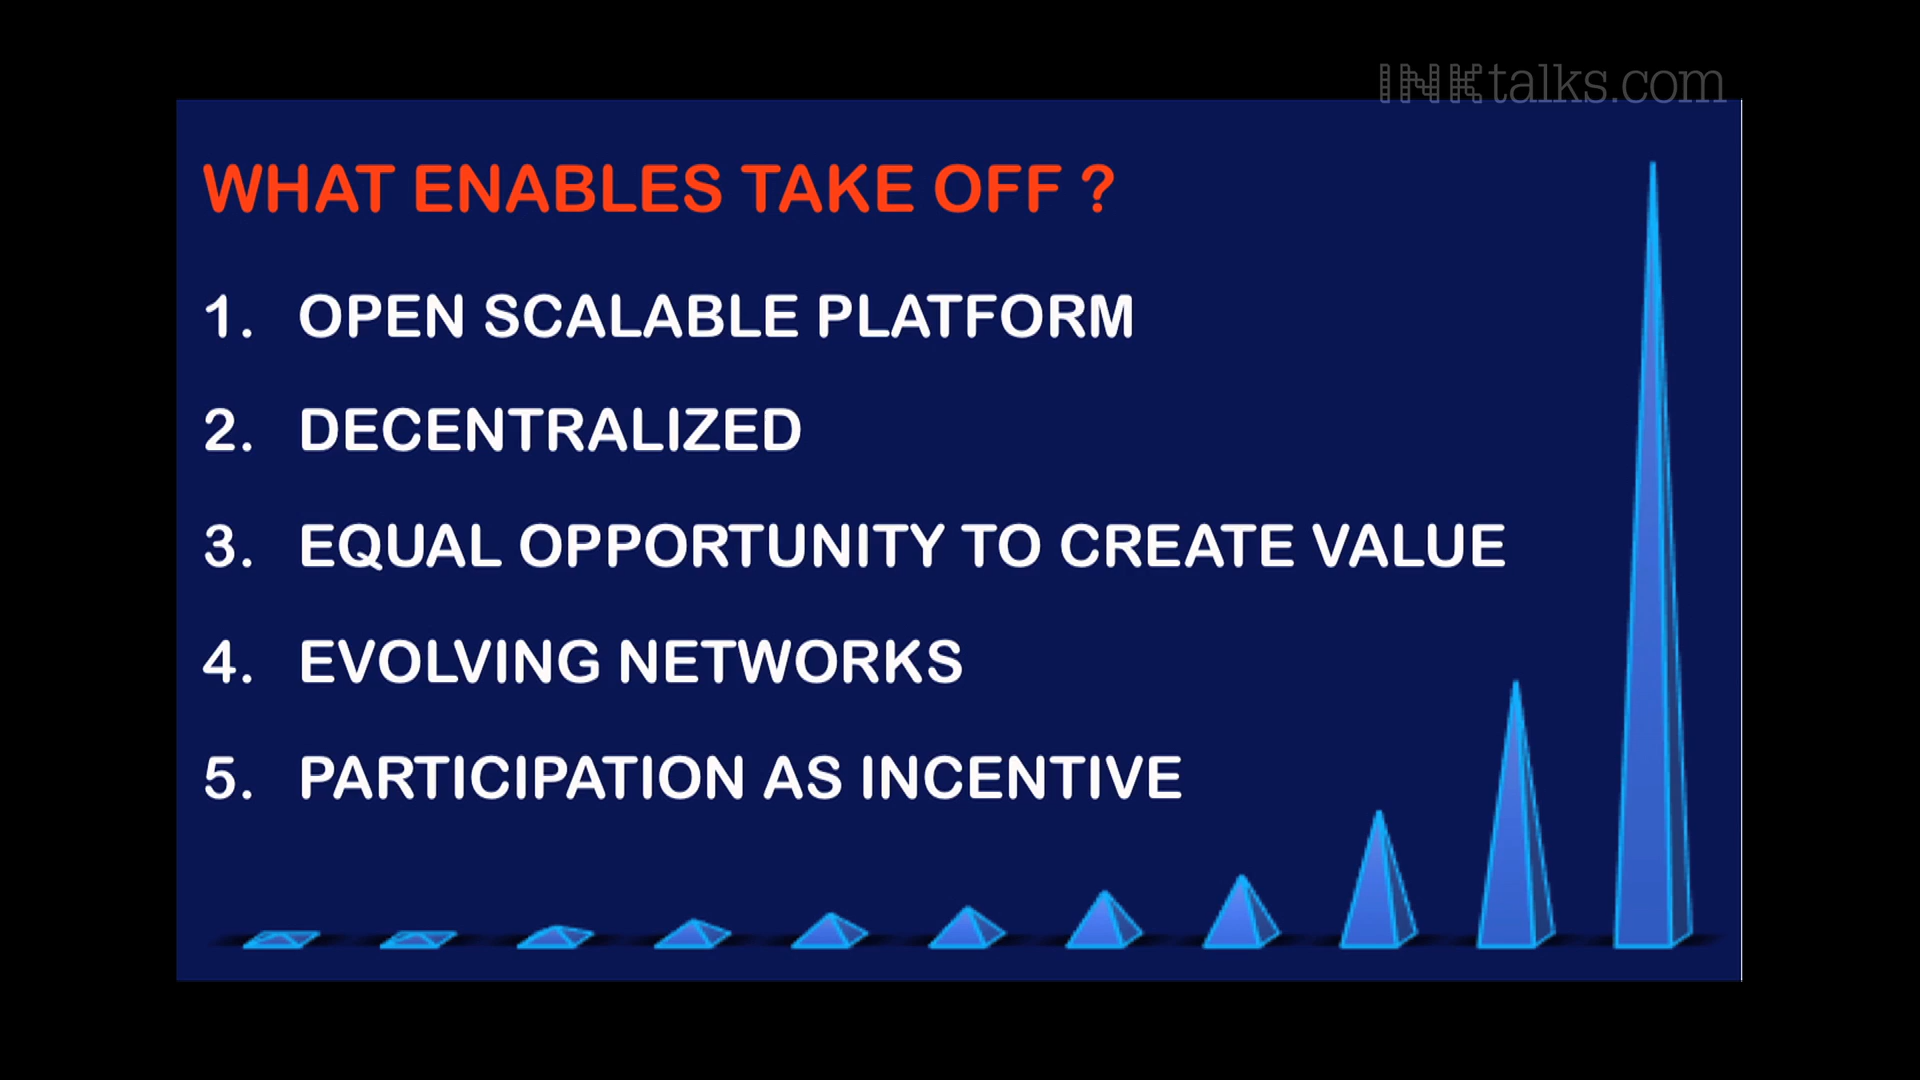 INKtalks.com
WHAT ENABLES TAKE OFF ?
1. OPEN SCALABLE PLATFORM
2. DECENTRALIZED
3. EQUAL OPPORTUNITY TO CREATE VALUE
4. EVOLVING NETWORKS
5. PARTICIPATION AS INCENTIVE